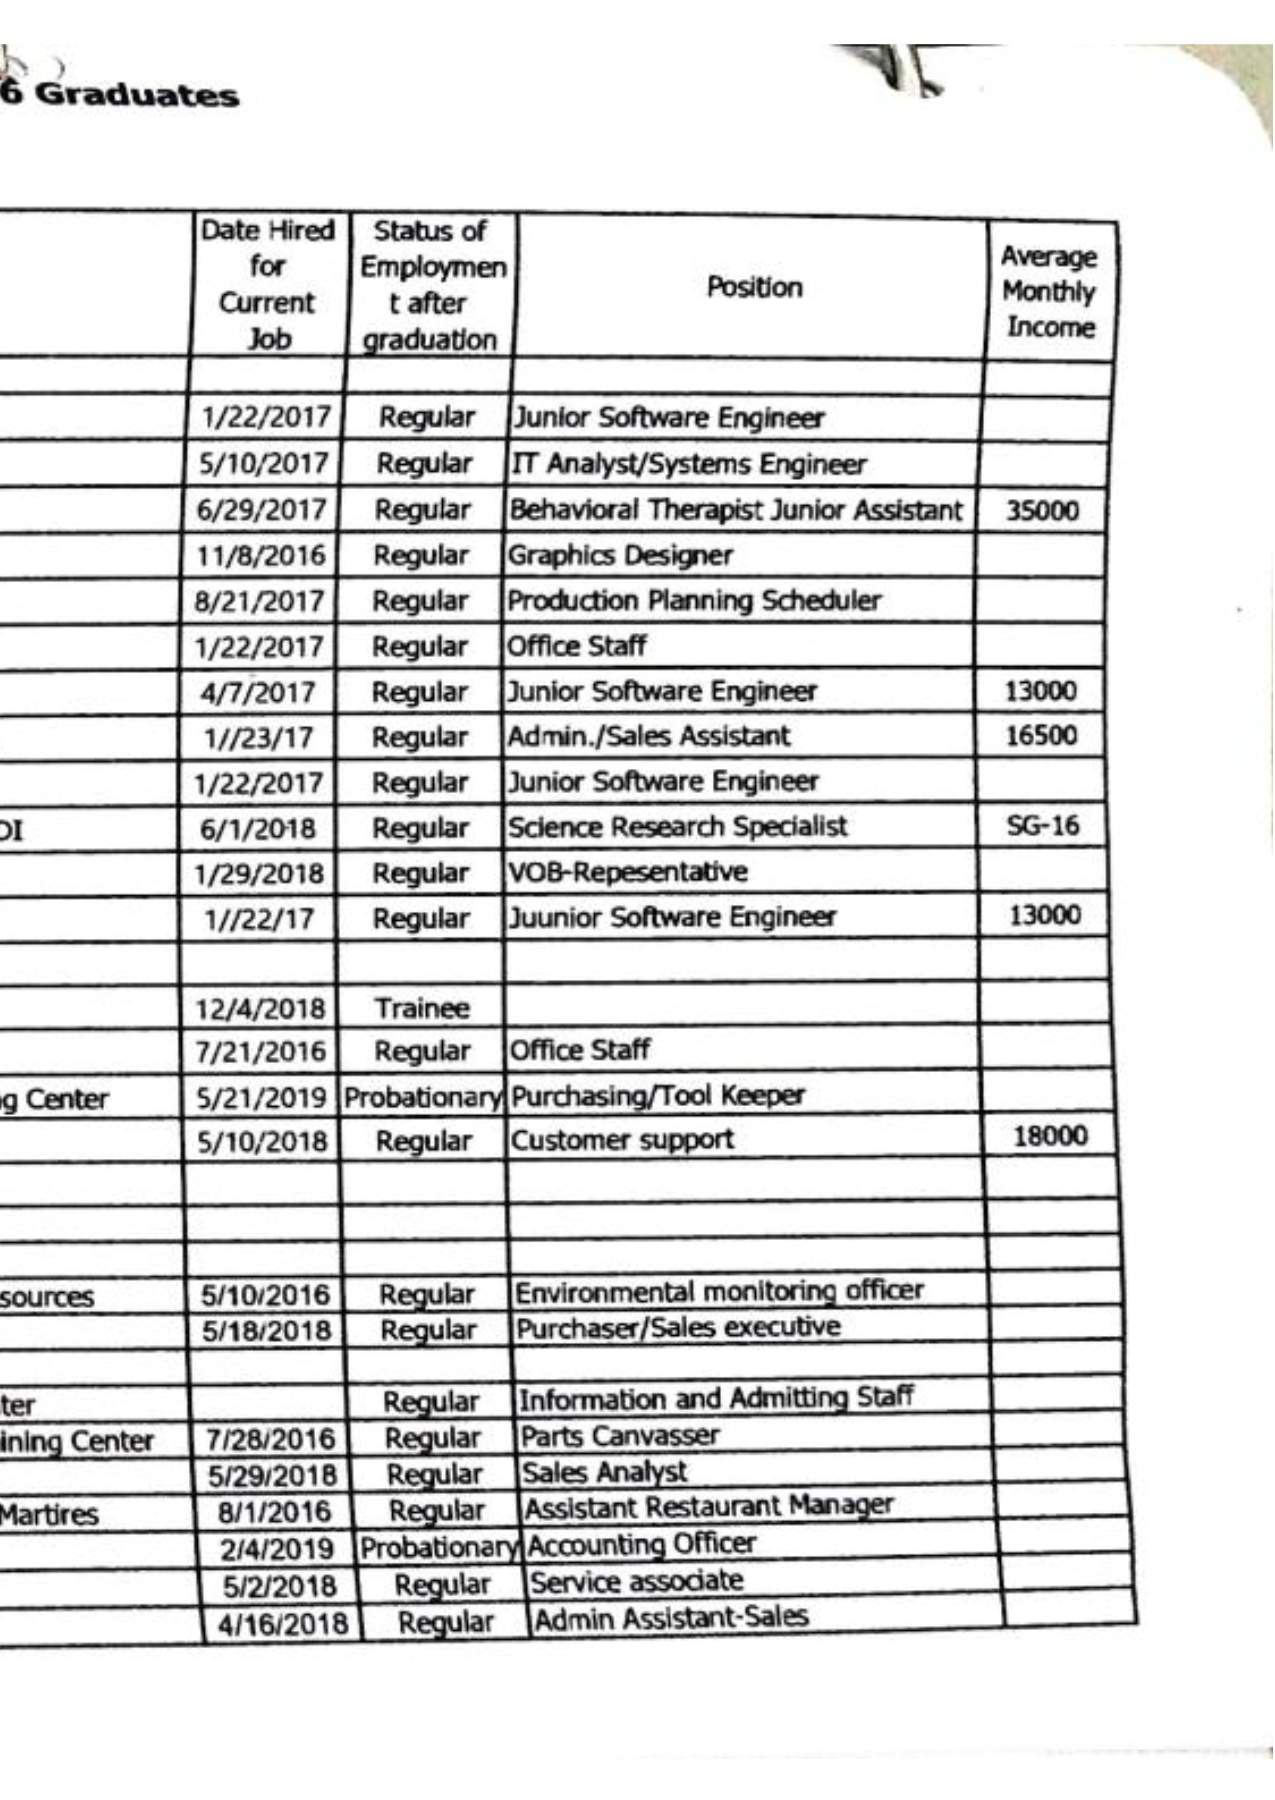 6 Graduates
Date Hired for Current Job Status of Employmen t after graduation Position Average Monthly Income
1/22/2017 Regular Junior Software Engineer
5/10/2017 Regular IT Analyst/Systems Engineer
6/29/2017 Regular Behavioral Therapist Junior Assistant 35000
11/8/2016 Regular Graphics Designer
8/21/2017 Regular Production Planning Scheduler
1/22/2017 Regular Office Staff
4/7/2017 Regular Junior Software Engineer 13000
1//23/17 Regular Admin./Sales Assistant 16500
1/22/2017 Regular Junior Software Engineer
OI 6/1/2018 Regular Science Research Specialist SG-16
1/29/2018 Regular VOB-Repesentative
1//22/17 Regular Juunior Software Engineer 13000
12/4/2018 Trainee
7/21/2016 Regular Office Staff
g Center 5/21/2019 Probationary Purchasing/Tool Keeper
5/10/2018 Regular Customer support 18000
sources 5/10/2016 Regular Environmental monitoring officer
5/18/2018 Regular Purchaser/Sales executive
ter Regular Information and Admitting Staff
ining Center 7/28/2016 Regular Parts Canvasser
5/29/2018 Regular Sales Analyst
Martires 8/1/2016 Regular Assistant Restaurant Manager
2/4/2019 Probationary Accounting Officer
5/2/2018 Regular Service associate
4/16/2018 Regular Admin Assistant-Sales